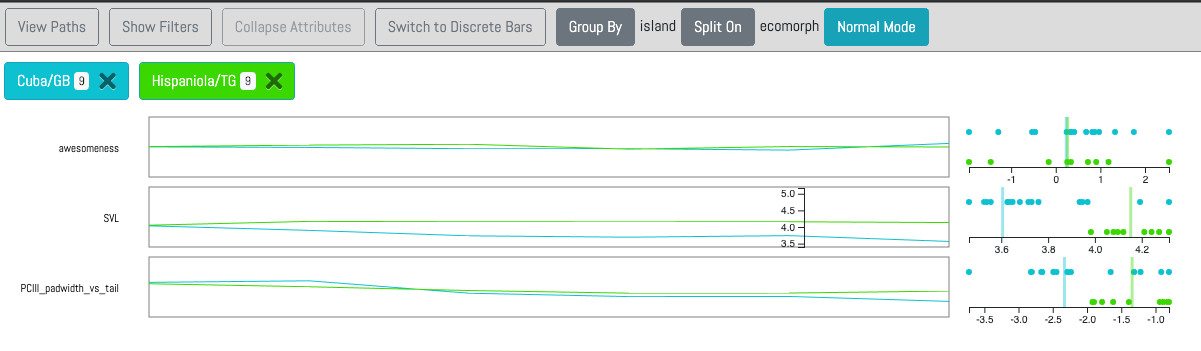 View Paths Show Filters Collapse Attributes Switch to Discrete Bars Group By island Split On ecomorph Normal Mode
Cuba/GB 9 Hispaniola/TG 9
awesomeness
-1 0 1 2
SVL
5.0
4.5
4.0
3.5
3.6 3.8 4.0 4.2
PCIII_padwidth_vs_tail
-3.5 -3.0 -2.5 -2.0 -1.5 -1.0